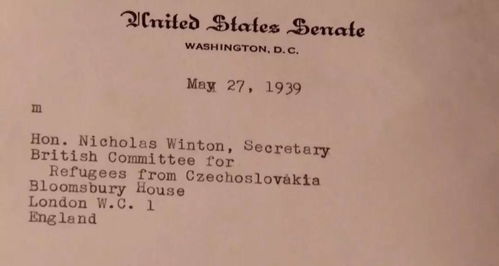 United States Senate
WASHINGTON, D.C.
May 27, 1939
m
Hon. Nicholas Winton, Secretary
British Committee for
Refugees from Czechoslovakia
Bloomsbury House
London W.C. 1
England